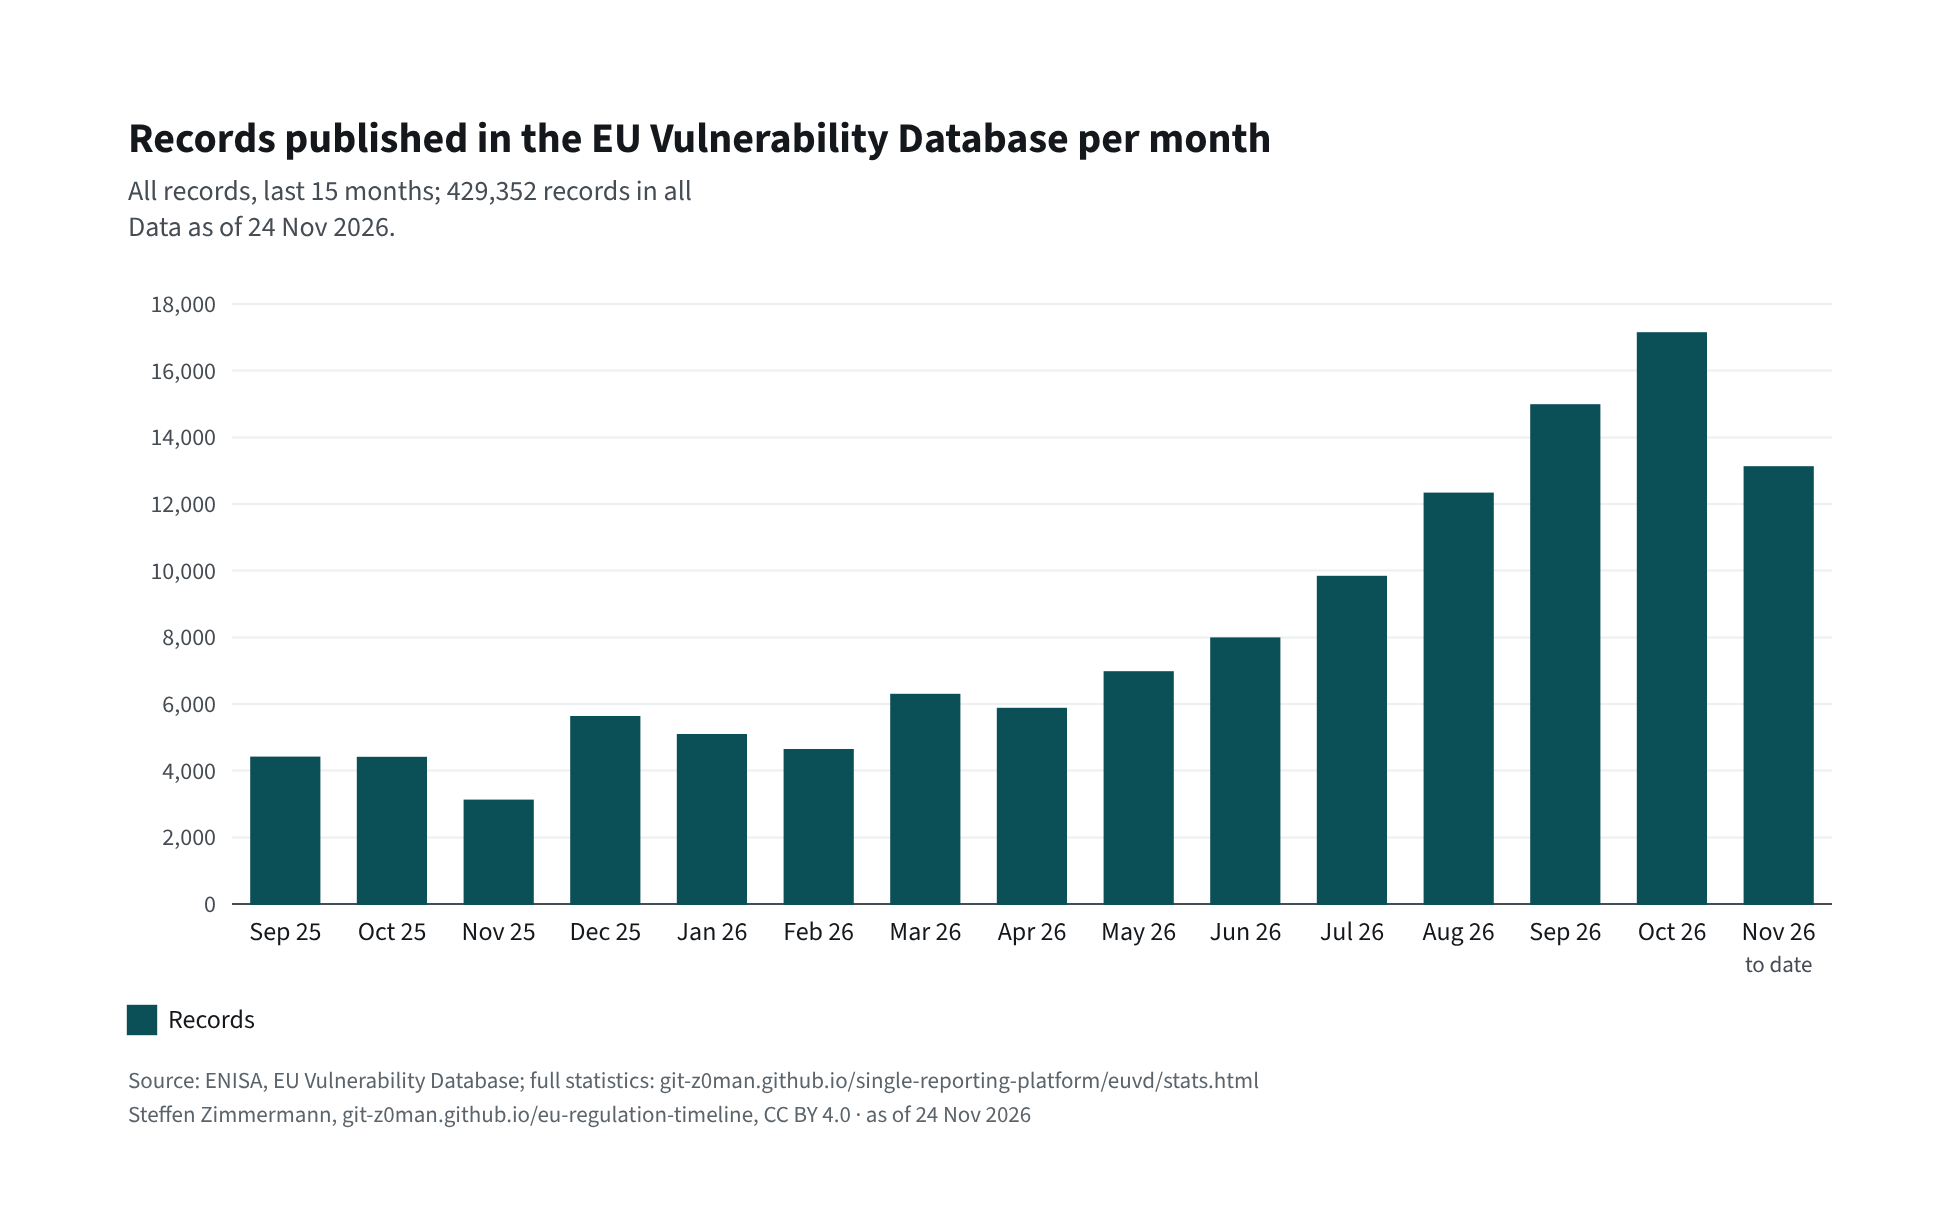 Records published in the EU Vulnerability Database per month
All records, last 15 months; 429,352 records in all
Data as of 24 Nov 2026.
18,000
16,000
14,000
12,000
10,000
8,000
6,000
4,000
2,000
0
Sep 25 Oct 25 Nov 25 Dec 25 Jan 26 Feb 26 Mar 26 Apr 26 May 26 Jun 26 Jul 26 Aug 26 Sep 26 Oct 26 Nov 26
to date
Records
Source: ENISA, EU Vulnerability Database; full statistics: git-z0man.github.io/single-reporting-platform/euvd/stats.html
Steffen Zimmermann, git-z0man.github.io/eu-regulation-timeline, CC BY 4.0 · as of 24 Nov 2026